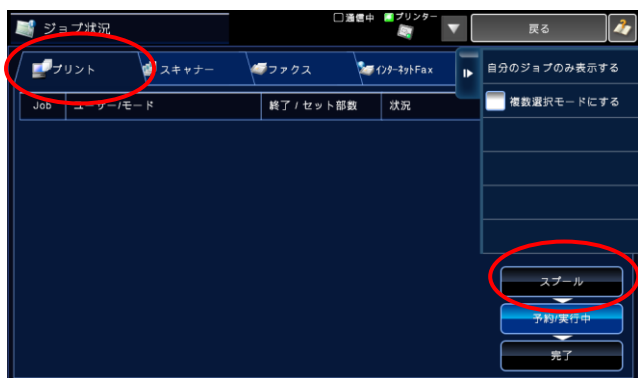 ジョブ状況
通信中
プリンター
戻る
プリント
スキャナー
ファクス
インターネットFax
自分のジョブのみ表示する
複数選択モードにする
Job
ユーザー/モード
終了 / セット部数
状況
スプール
予約/実行中
完了